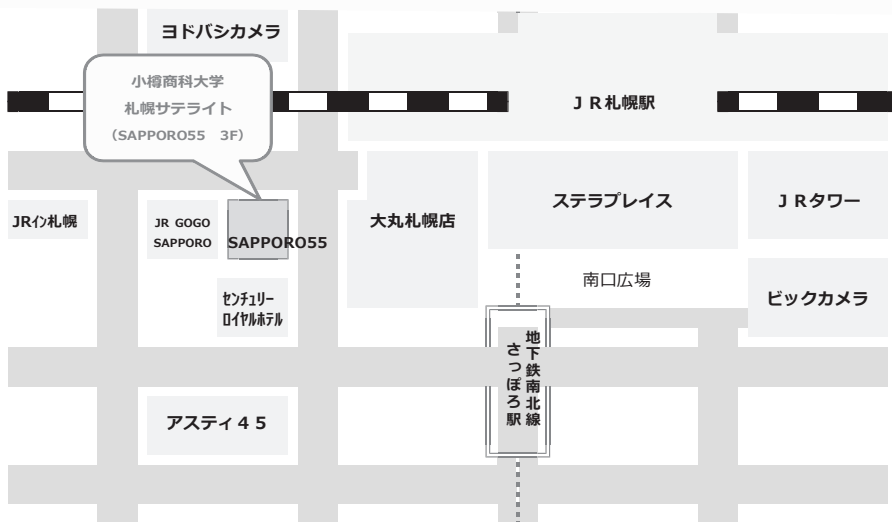 ヨドバシカメラ
小樽商科大学
札幌サテライト
(SAPPORO55　3F)
ＪＲ札幌駅
JRｲﾝ札幌
JR GOGO
SAPPORO
SAPPORO55
大丸札幌店
ステラプレイス
ＪＲタワー
ｾﾝﾁｭﾘｰ
ﾛｲﾔﾙﾎﾃﾙ
南口広場
ビックカメラ
地下鉄南北線
さっぽろ駅
アスティ４５